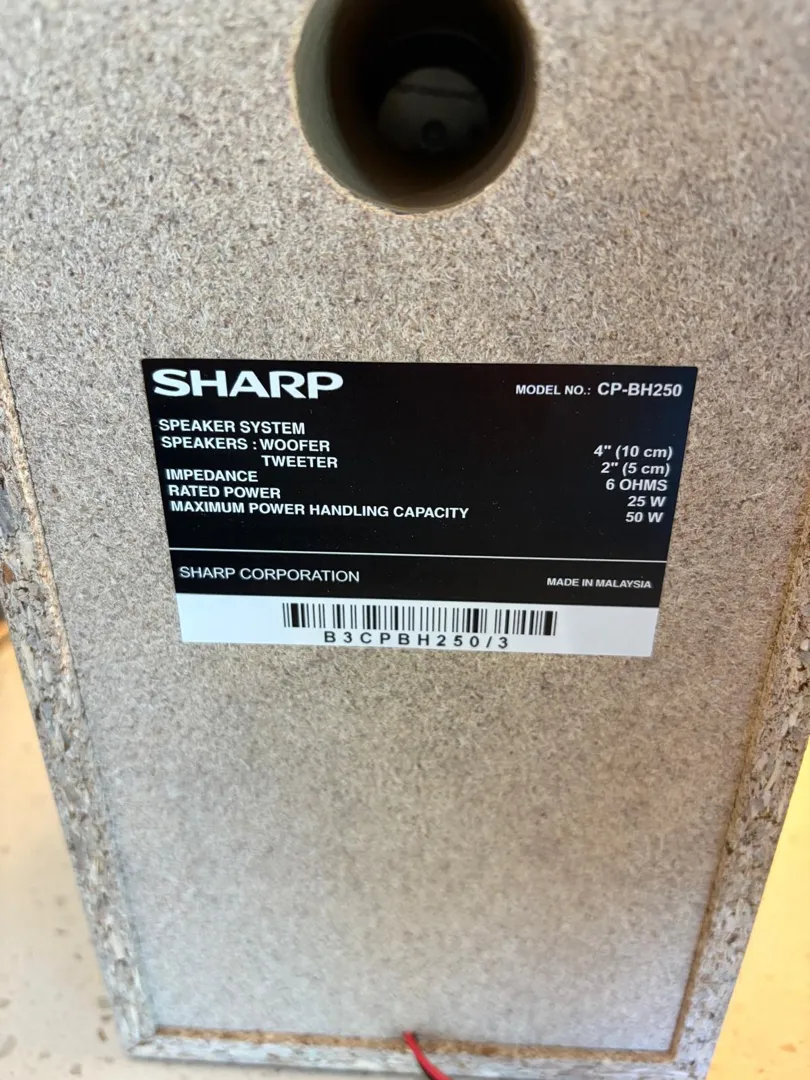 SHARP MODEL NO.: CP-BH250
SPEAKER SYSTEM
SPEAKERS : WOOFER 4" (10 cm)
TWEETER 2" (5 cm)
IMPEDANCE 6 OHMS
RATED POWER 25 W
MAXIMUM POWER HANDLING CAPACITY 50 W
SHARP CORPORATION MADE IN MALAYSIA
B3CPBH250/3